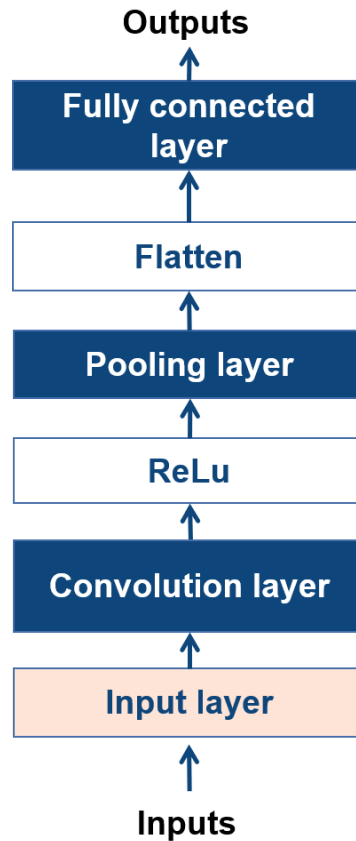 Outputs
Fully connected
layer
Flatten
Pooling layer
ReLu
Convolution layer
Input layer
Inputs